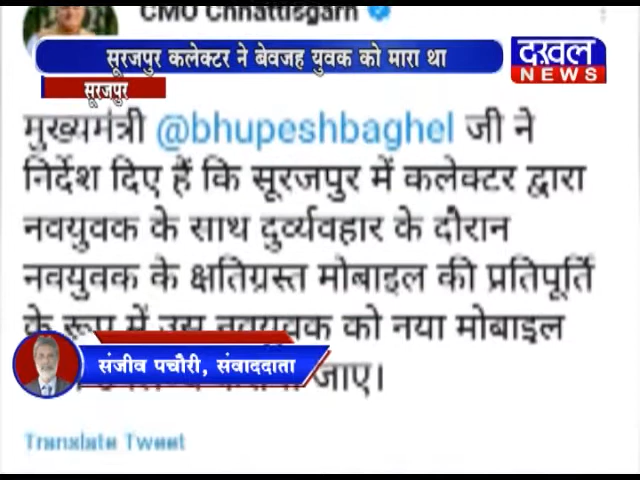 CMO Chhattisgarh
सूरजपुर कलेक्टर ने बेवजह युवक को मारा था
दखल
NEWS
सूरजपुर
मुख्यमंत्री @bhupeshbaghel जी ने
निर्देश दिए हैं कि सूरजपुर में कलेक्टर द्वारा
नवयुवक के साथ दुर्व्यवहार के दौरान
नवयुवक के क्षतिग्रस्त मोबाइल की प्रतिपूर्ति
के रूप में उस नवयुवक को नया मोबाइल
जाए।
संजीव पचौरी, संवाददाता
Translate Tweet